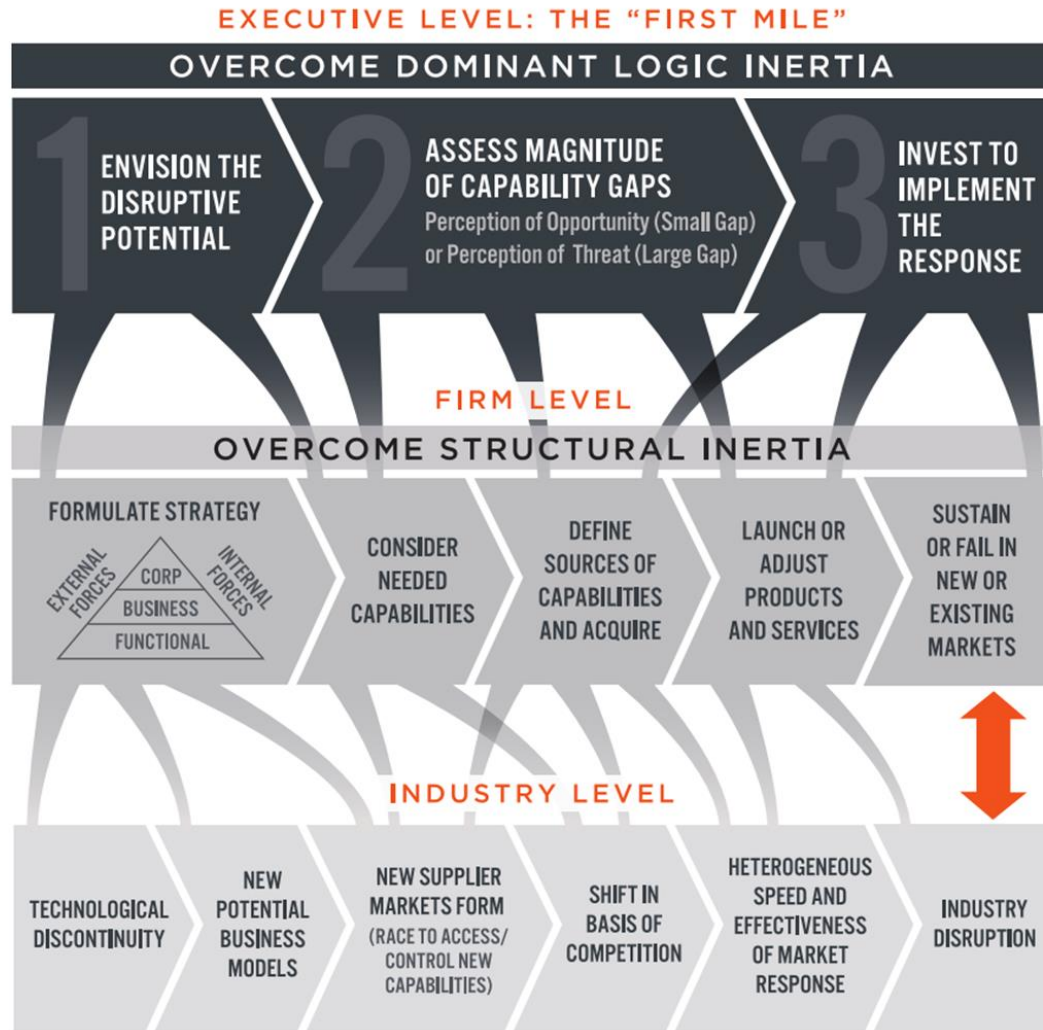 EXECUTIVE LEVEL: THE “FIRST MILE”
OVERCOME DOMINANT LOGIC INERTIA
1
ENVISION THE
DISRUPTIVE
POTENTIAL
2
ASSESS MAGNITUDE
OF CAPABILITY GAPS
Perception of Opportunity (Small Gap)
or Perception of Threat (Large Gap)
3
INVEST TO
IMPLEMENT
THE
RESPONSE
FIRM LEVEL
OVERCOME STRUCTURAL INERTIA
FORMULATE STRATEGY
EXTERNAL
FORCES
INTERNAL
FORCES
CORP
BUSINESS
FUNCTIONAL
CONSIDER
NEEDED
CAPABILITIES
DEFINE
SOURCES OF
CAPABILITIES
AND ACQUIRE
LAUNCH OR
ADJUST
PRODUCTS
AND SERVICES
SUSTAIN
OR FAIL IN
NEW OR
EXISTING
MARKETS
INDUSTRY LEVEL
TECHNOLOGICAL
DISCONTINUITY
NEW
POTENTIAL
BUSINESS
MODELS
NEW SUPPLIER
MARKETS FORM
(RACE TO ACCESS/
CONTROL NEW
CAPABILITIES)
SHIFT IN
BASIS OF
COMPETITION
HETEROGENEOUS
SPEED AND
EFFECTIVENESS
OF MARKET
RESPONSE
INDUSTRY
DISRUPTION